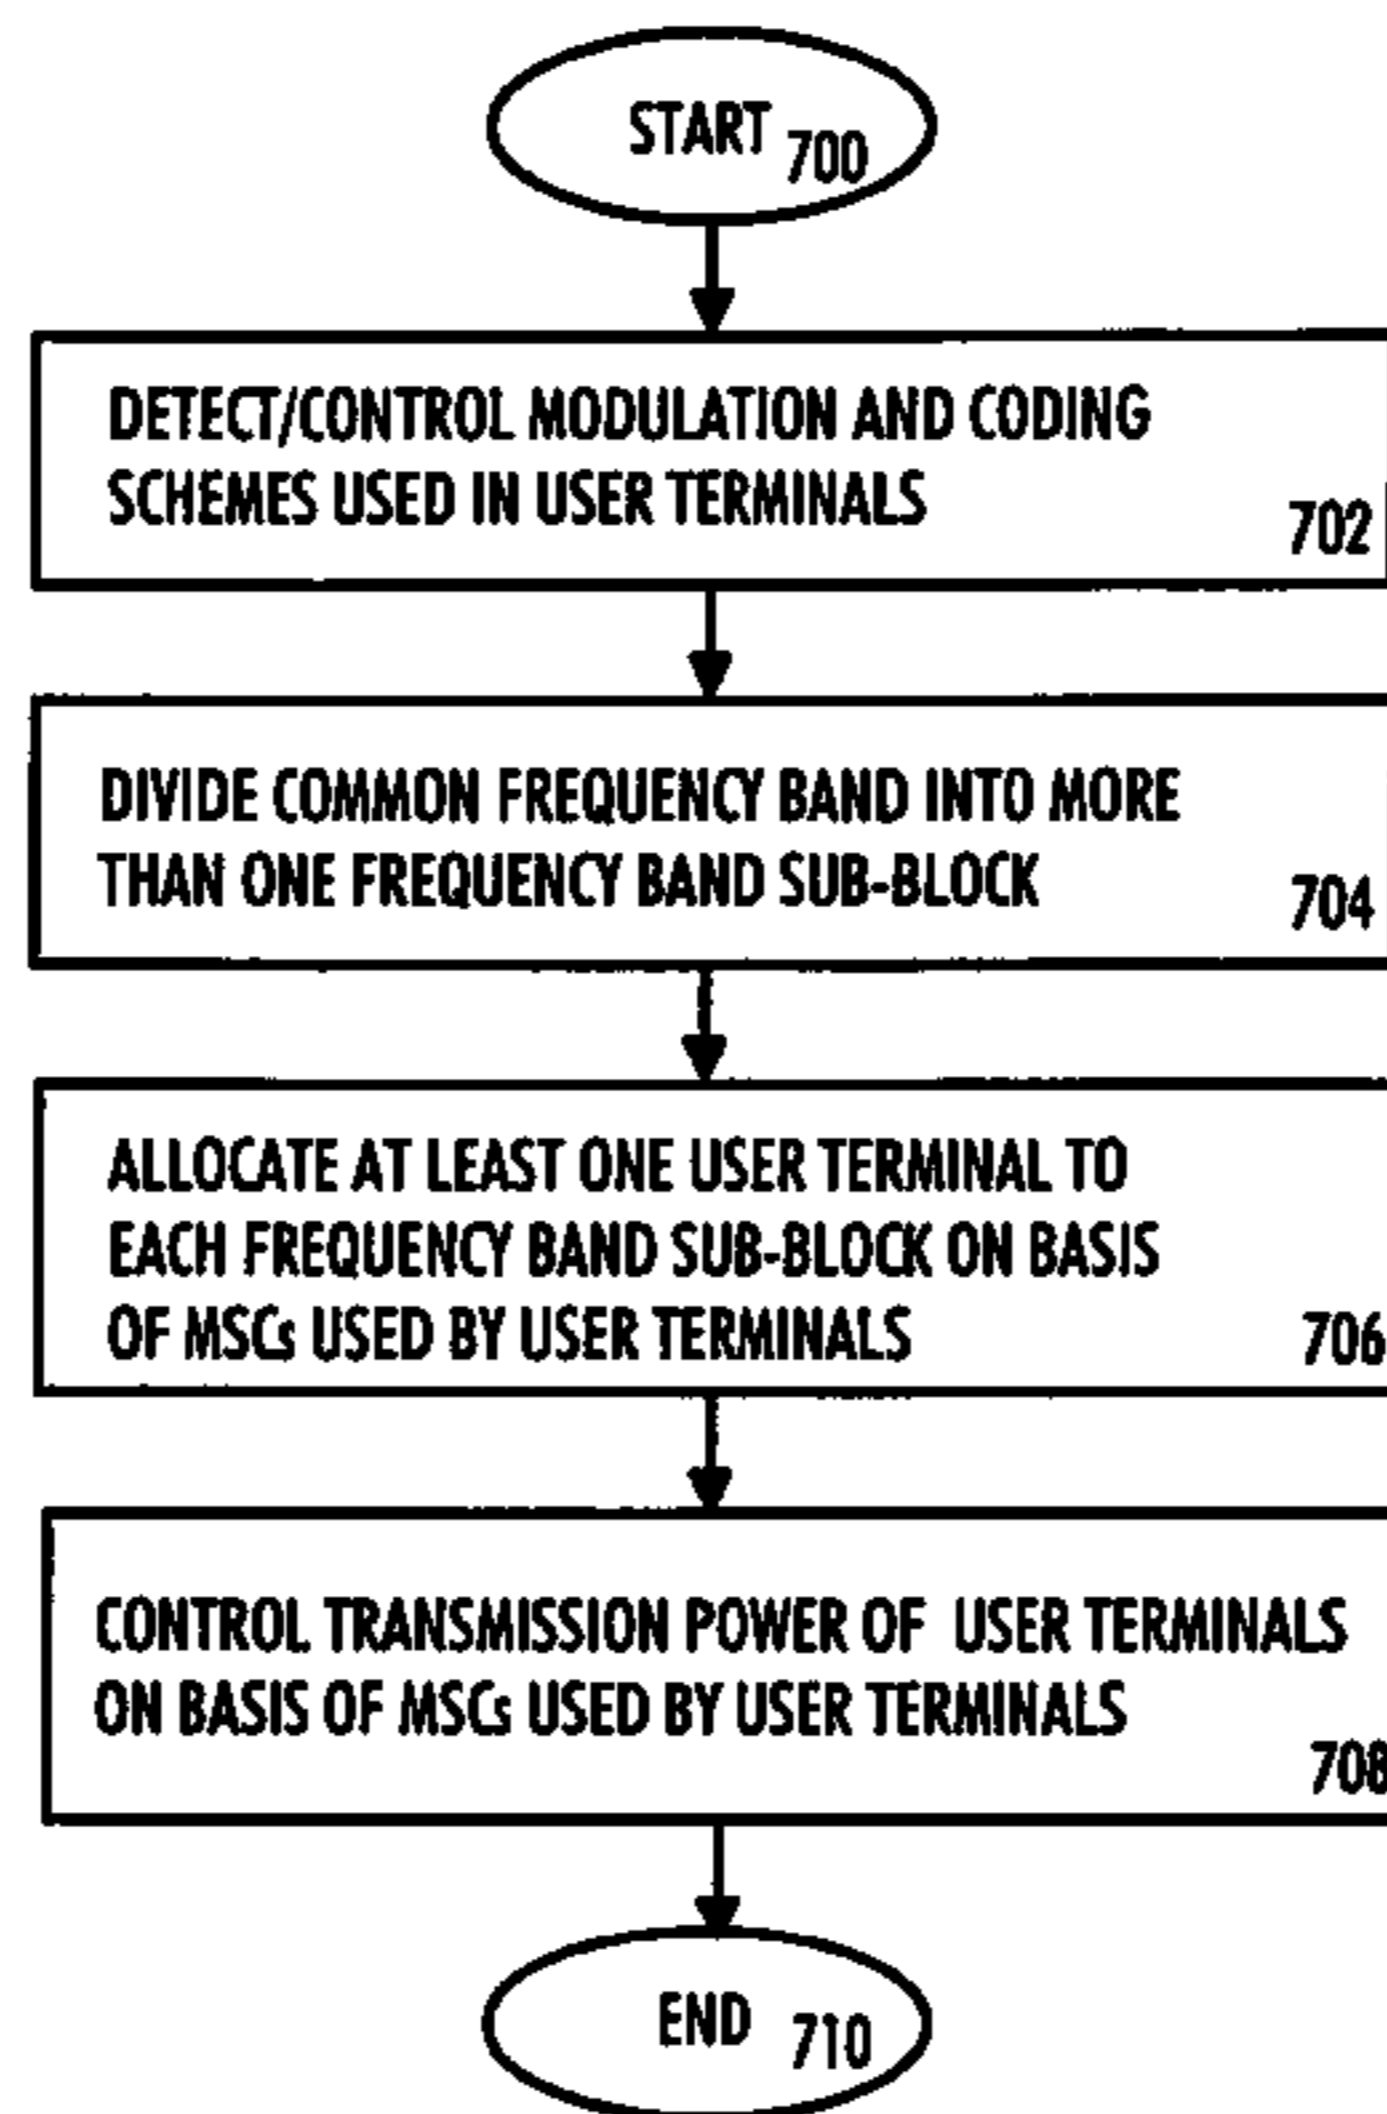 START 700
DETECT/CONTROL MODULATION AND CODING
SCHEMES USED IN USER TERMINALS
702
DIVIDE COMMON FREQUENCY BAND INTO MORE
THAN ONE FREQUENCY BAND SUB-BLOCK
704
ALLOCATE AT LEAST ONE USER TERMINAL TO
EACH FREQUENCY BAND SUB-BLOCK ON BASIS
OF MSCs USED BY USER TERMINALS
706
CONTROL TRANSMISSION POWER OF USER TERMINALS
ON BASIS OF MSCs USED BY USER TERMINALS
708
END 710